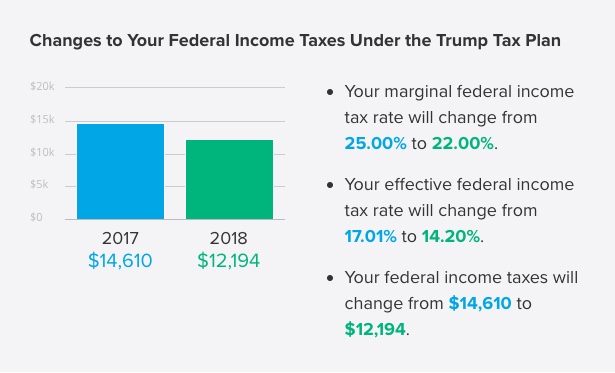 Changes to Your Federal Income Taxes Under the Trump Tax Plan
$20k
$15k
$10k
$5k
$0
2017
2018
$14,610
$12,194
Your marginal federal income
tax rate will change from
25.00% to 22.00%.
Your effective federal income
tax rate will change from
17.01% to 14.20%.
Your federal income taxes will
change from $14,610 to
$12,194.